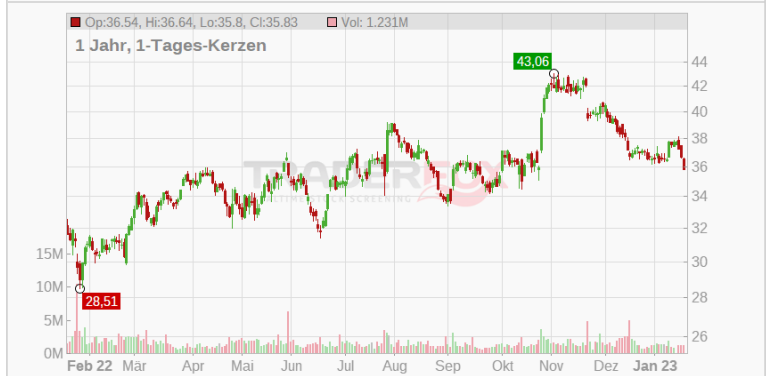 Op:36.54, Hi:36.64, Lo:35.8, Cl:35.83 Vol: 1.231M
1 Jahr, 1-Tages-Kerzen
43,06
44
42
40
38
TRADERFOX
36
34
32
15M
30
10M
28,51
28
5M
26
0M
Feb 22 Mär Apr Mai Jun Jul Aug Sep Okt Nov Dez Jan 23